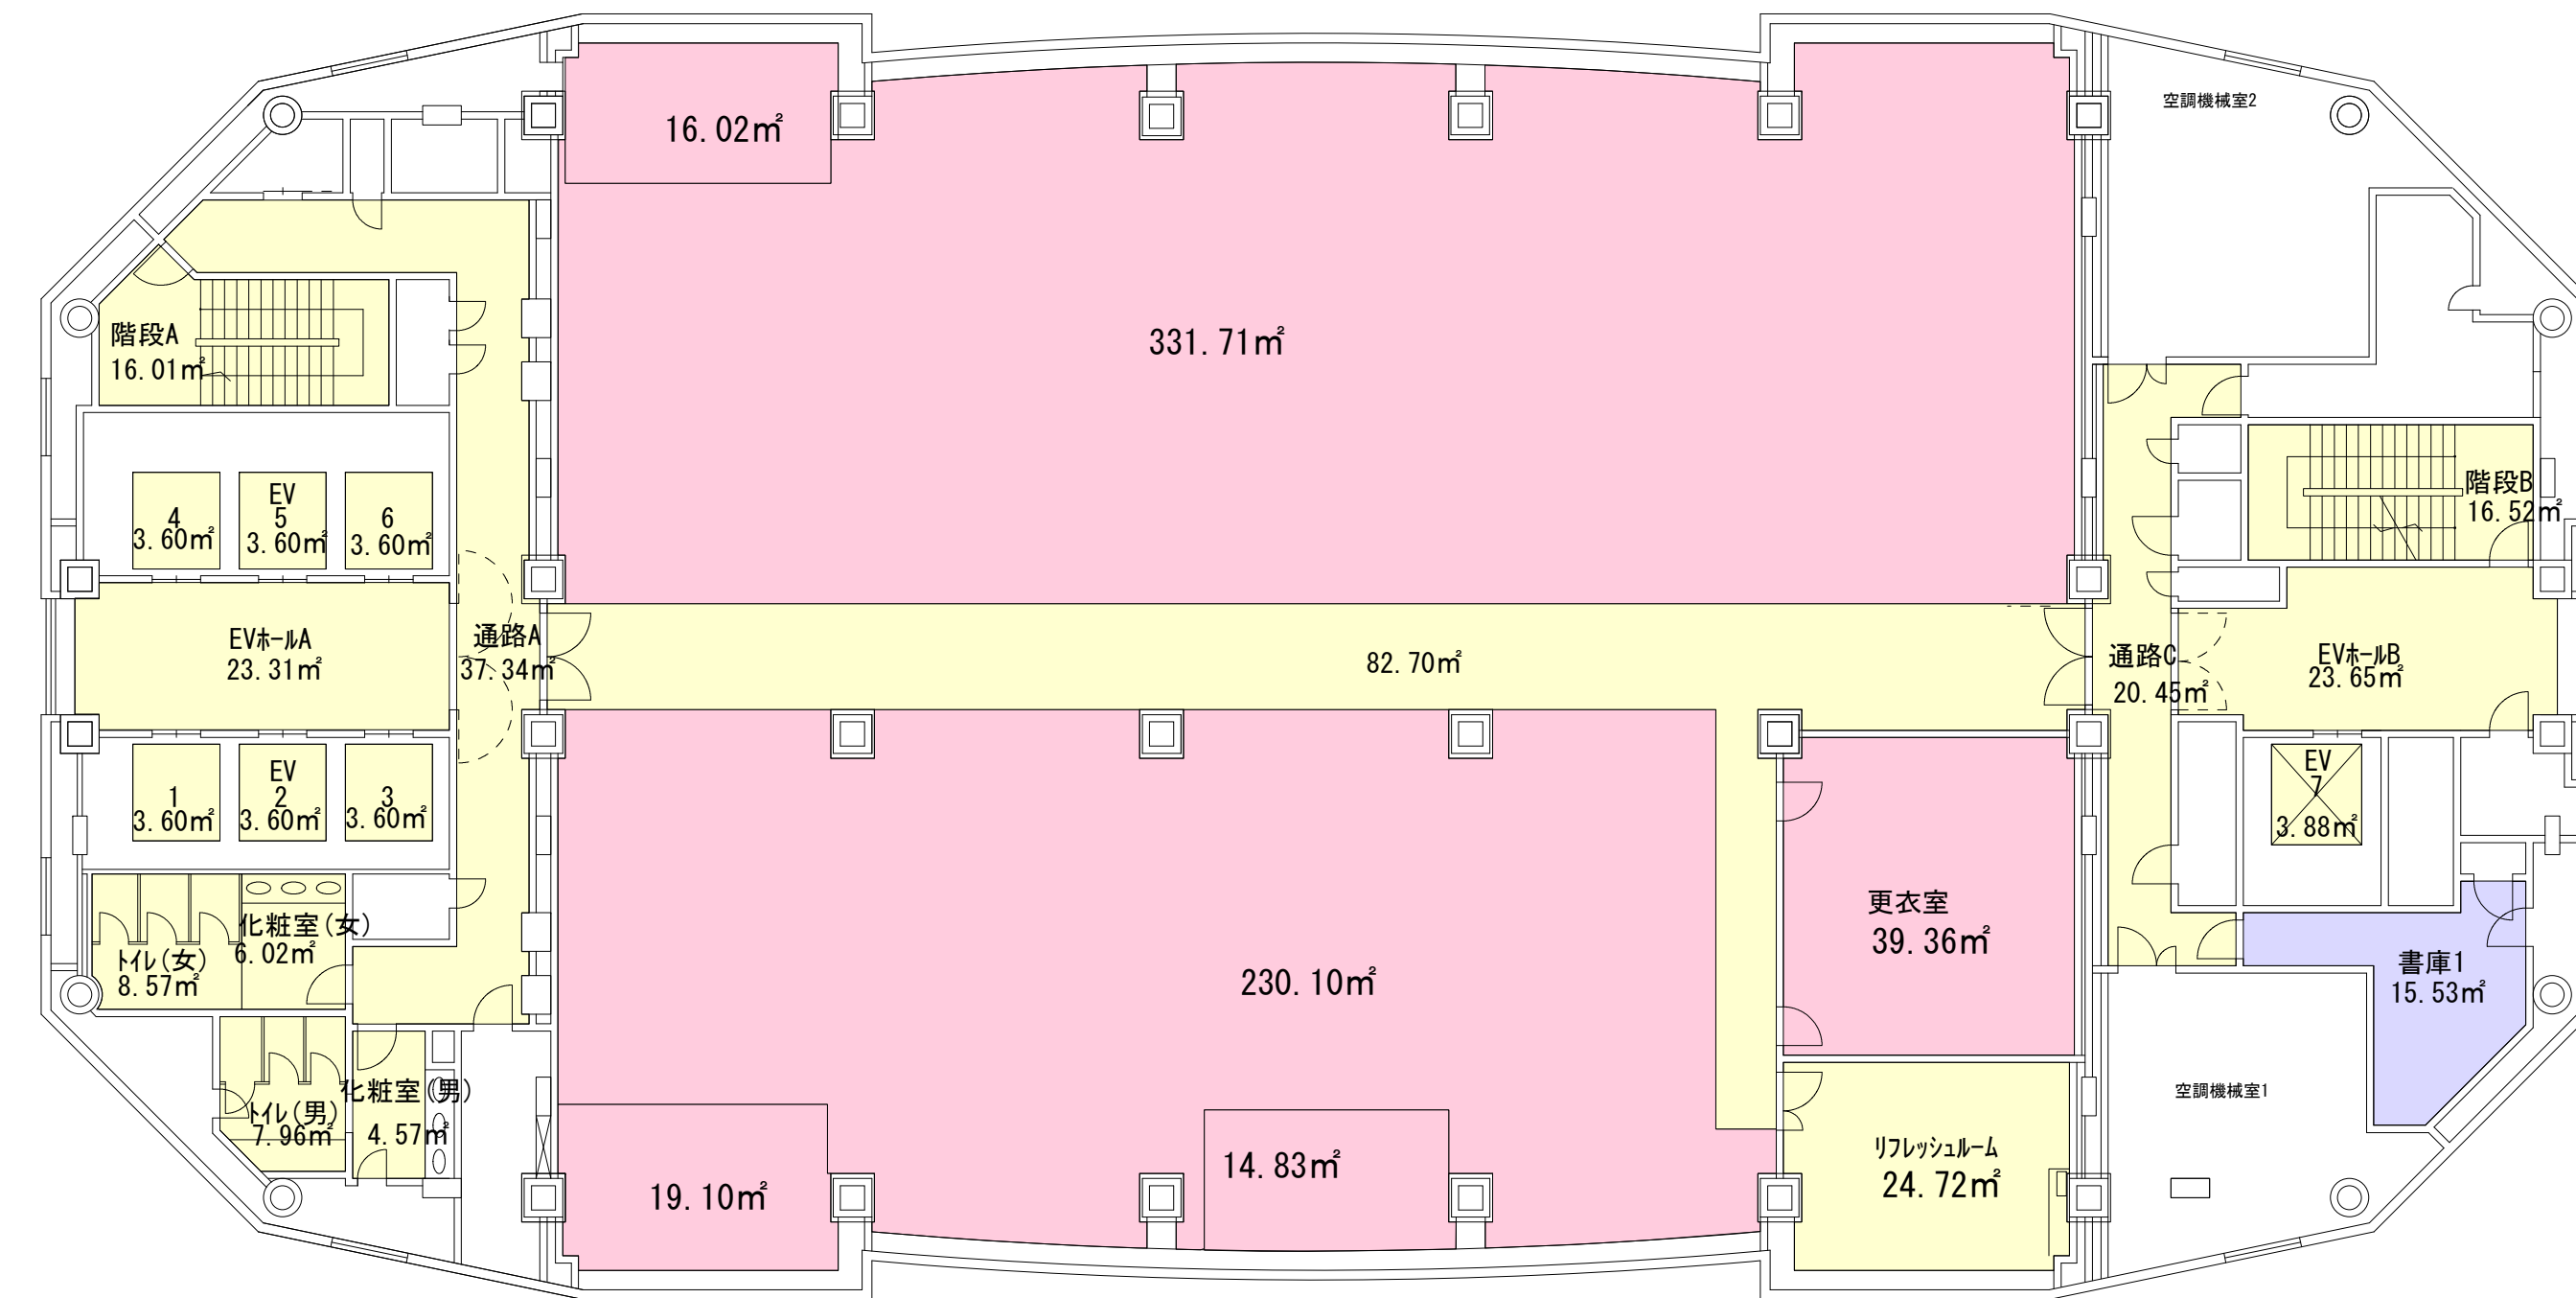 空調機械室2
16.02㎡
331.71㎡
階段A
16.01㎡
階段B
16.52㎡
4
3.60㎡
EV
5
3.60㎡
6
3.60㎡
EVﾎｰﾙA
23.31㎡
通路A
37.34㎡
82.70㎡
通路C
20.45㎡
EVﾎｰﾙB
23.65㎡
1
3.60㎡
EV
2
3.60㎡
3
3.60㎡
EV
7
3.88㎡
化粧室(女)
6.02㎡
ﾄｲﾚ(女)
8.57㎡
更衣室
39.36㎡
230.10㎡
書庫1
15.53㎡
化粧室(男)
4.57㎡
ﾄｲﾚ(男)
7.96㎡
空調機械室1
ﾘﾌﾚｯｼｭﾙｰﾑ
24.72㎡
14.83㎡
19.10㎡